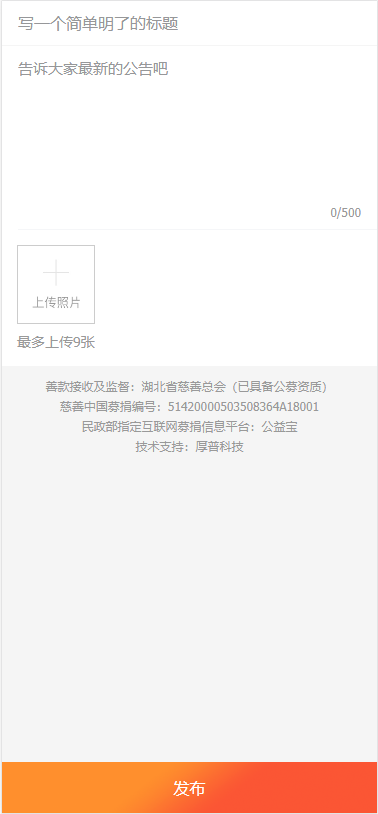 写一个简单明了的标题
告诉大家最新的公告吧
0/500
上传照片
最多上传9张
善款接收及监督：湖北省慈善总会（已具备公募资质）
慈善中国募捐编号：51420000503508364A18001
民政部指定互联网募捐信息平台：公益宝
技术支持：厚普科技
发布